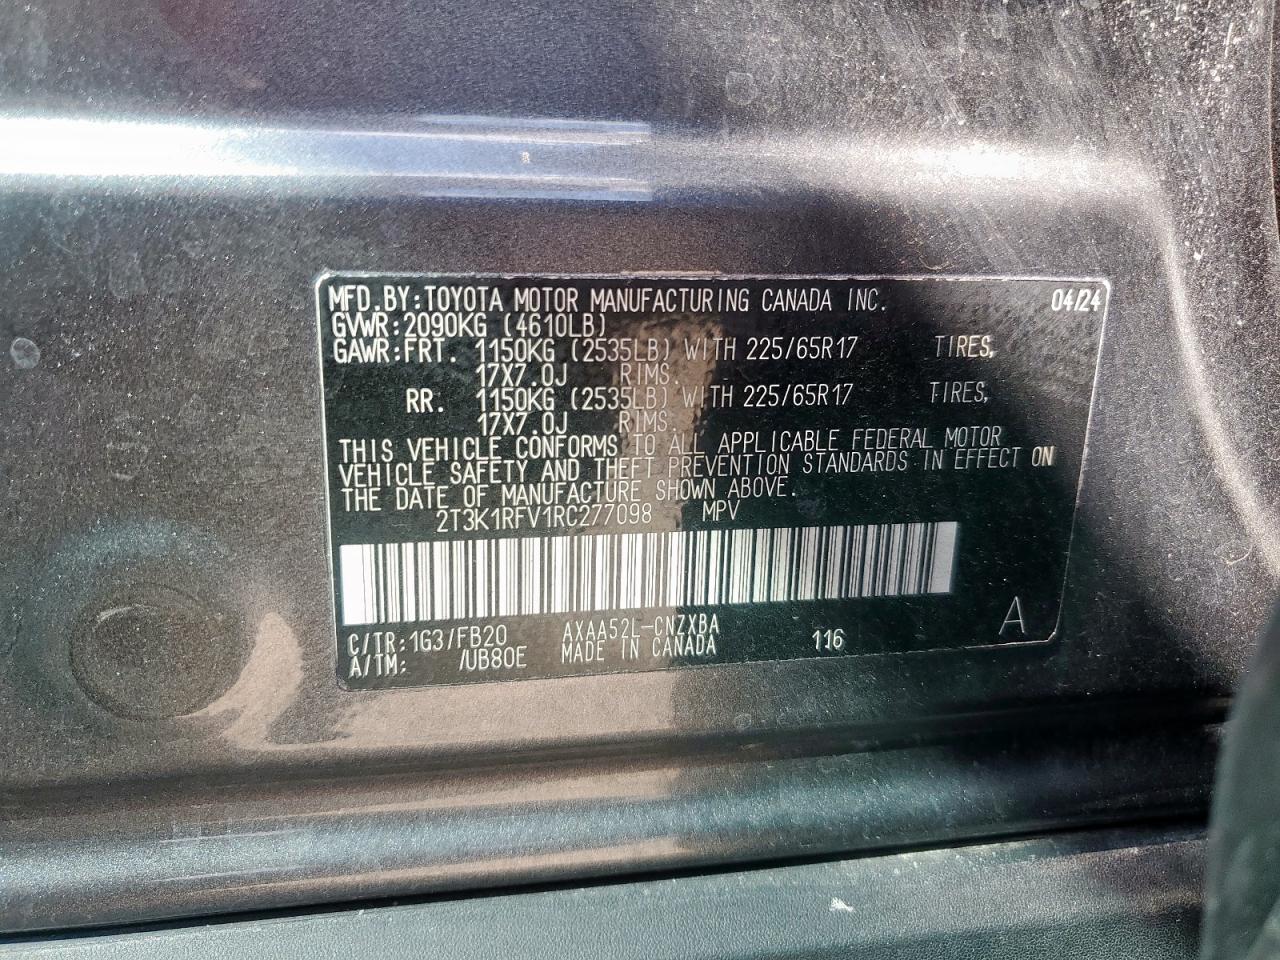 MFD.BY:TOYOTA MOTOR MANUFACTURING CANADA INC. 04/24
GVWR:2090KG (4610LB)
GAWR:FRT. 1150KG (2535LB) WITH 225/65R17 TIRES,
17X7.0J RIMS.
RR. 1150KG (2535LB) WITH 225/65R17 TIRES,
17X7.0J RIMS.
THIS VEHICLE CONFORMS TO ALL APPLICABLE FEDERAL MOTOR
VEHICLE SAFETY AND THEFT PREVENTION STANDARDS IN EFFECT ON
THE DATE OF MANUFACTURE SHOWN ABOVE.
2T3K1RFV1RC277098 MPV
C/TR:1G3/FB20 AXAA52L-CNZXBA 116 A
A/TM: /UB80E MADE IN CANADA